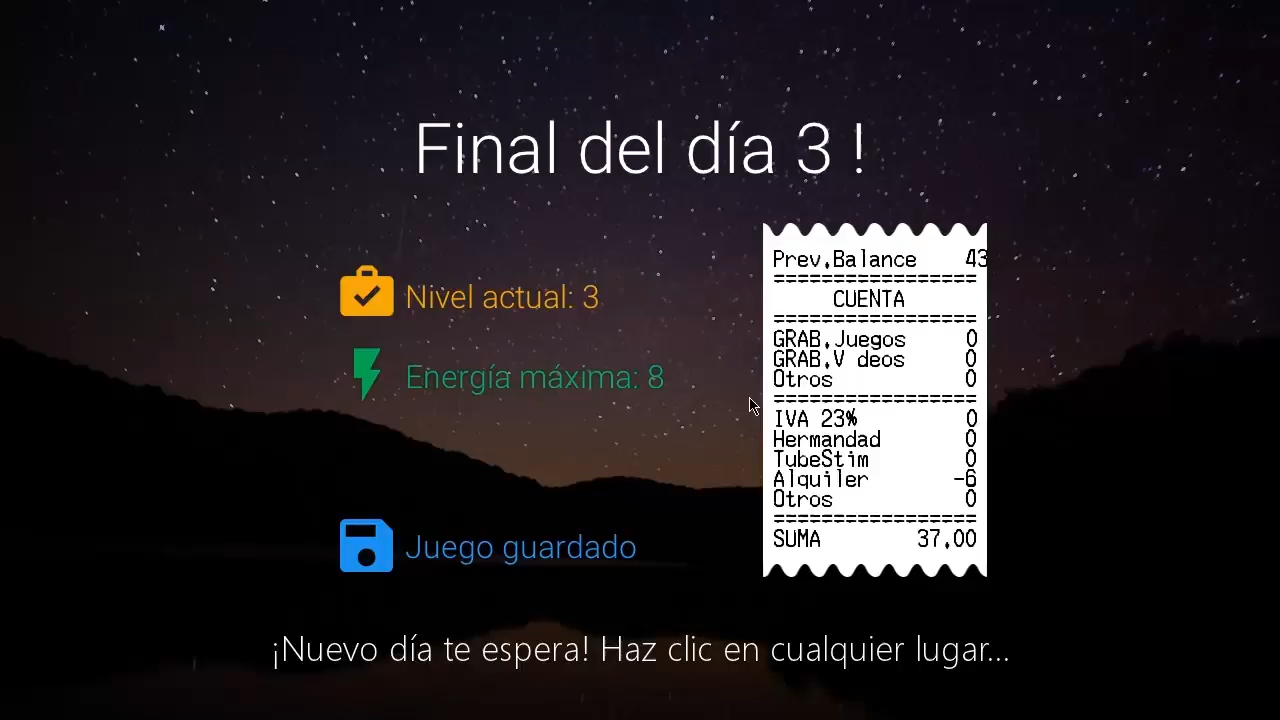 Final del día 3 !
Nivel actual: 3
Energía máxima: 8
Juego guardado
Prev.Balance 43
=================
CUENTA
=================
GRAB.Juegos 0
GRAB.V deos 0
Otros 0
=================
IVA 23% 0
Hermandad 0
TubeStim 0
Alquiler -6
Otros 0
=================
SUMA 37,00
¡Nuevo día te espera! Haz clic en cualquier lugar...